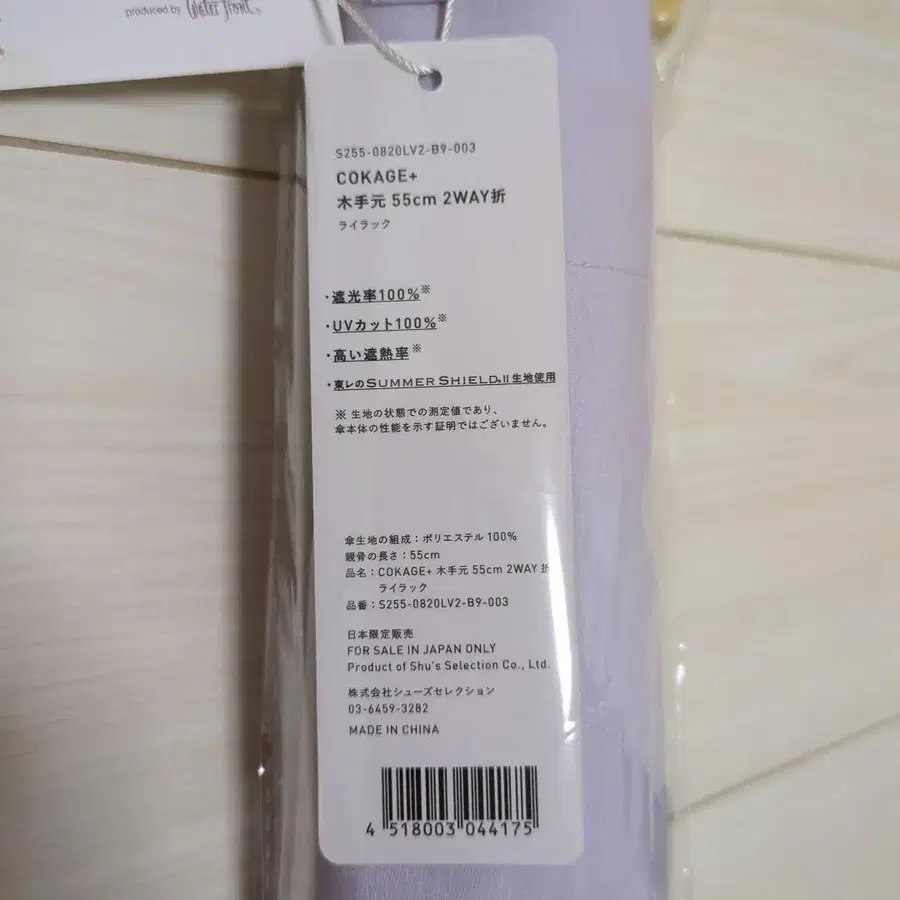 produced by Water front®
S255-0820LV2-B9-003
COKAGE+
木手元 55cm 2WAY折
ライラック
・遮光率100%※
・UVカット100%※
・高い遮熱率※
・東レのSUMMER SHIELD®II生地使用
※ 生地の状態での測定値であり、
傘本体の性能を示す証明ではございません。
傘生地の組成：ポリエステル 100%
親骨の長さ：55cm
品名：COKAGE+ 木手元 55cm 2WAY 折
ライラック
品番：S255-0820LV2-B9-003
日本限定販売
FOR SALE IN JAPAN ONLY
Product of Shu's Selection Co., Ltd.
株式会社シューズセレクション
03-6459-3282
MADE IN CHINA
4 518003 044175